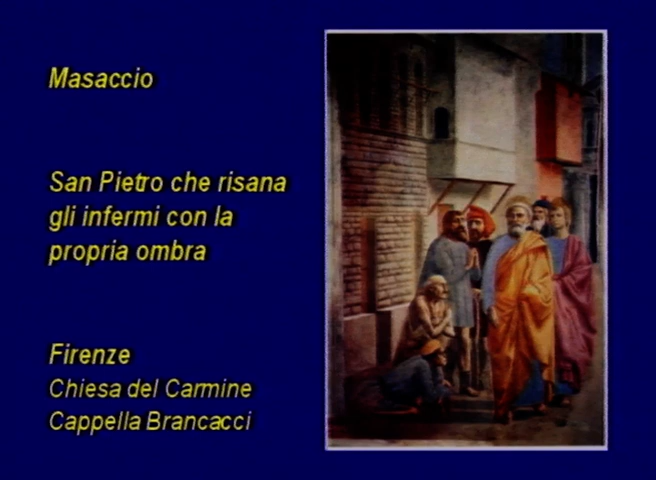 Masaccio
San Pietro che risana
gli infermi con la
propria ombra
Firenze
Chiesa del Carmine
Cappella Brancacci